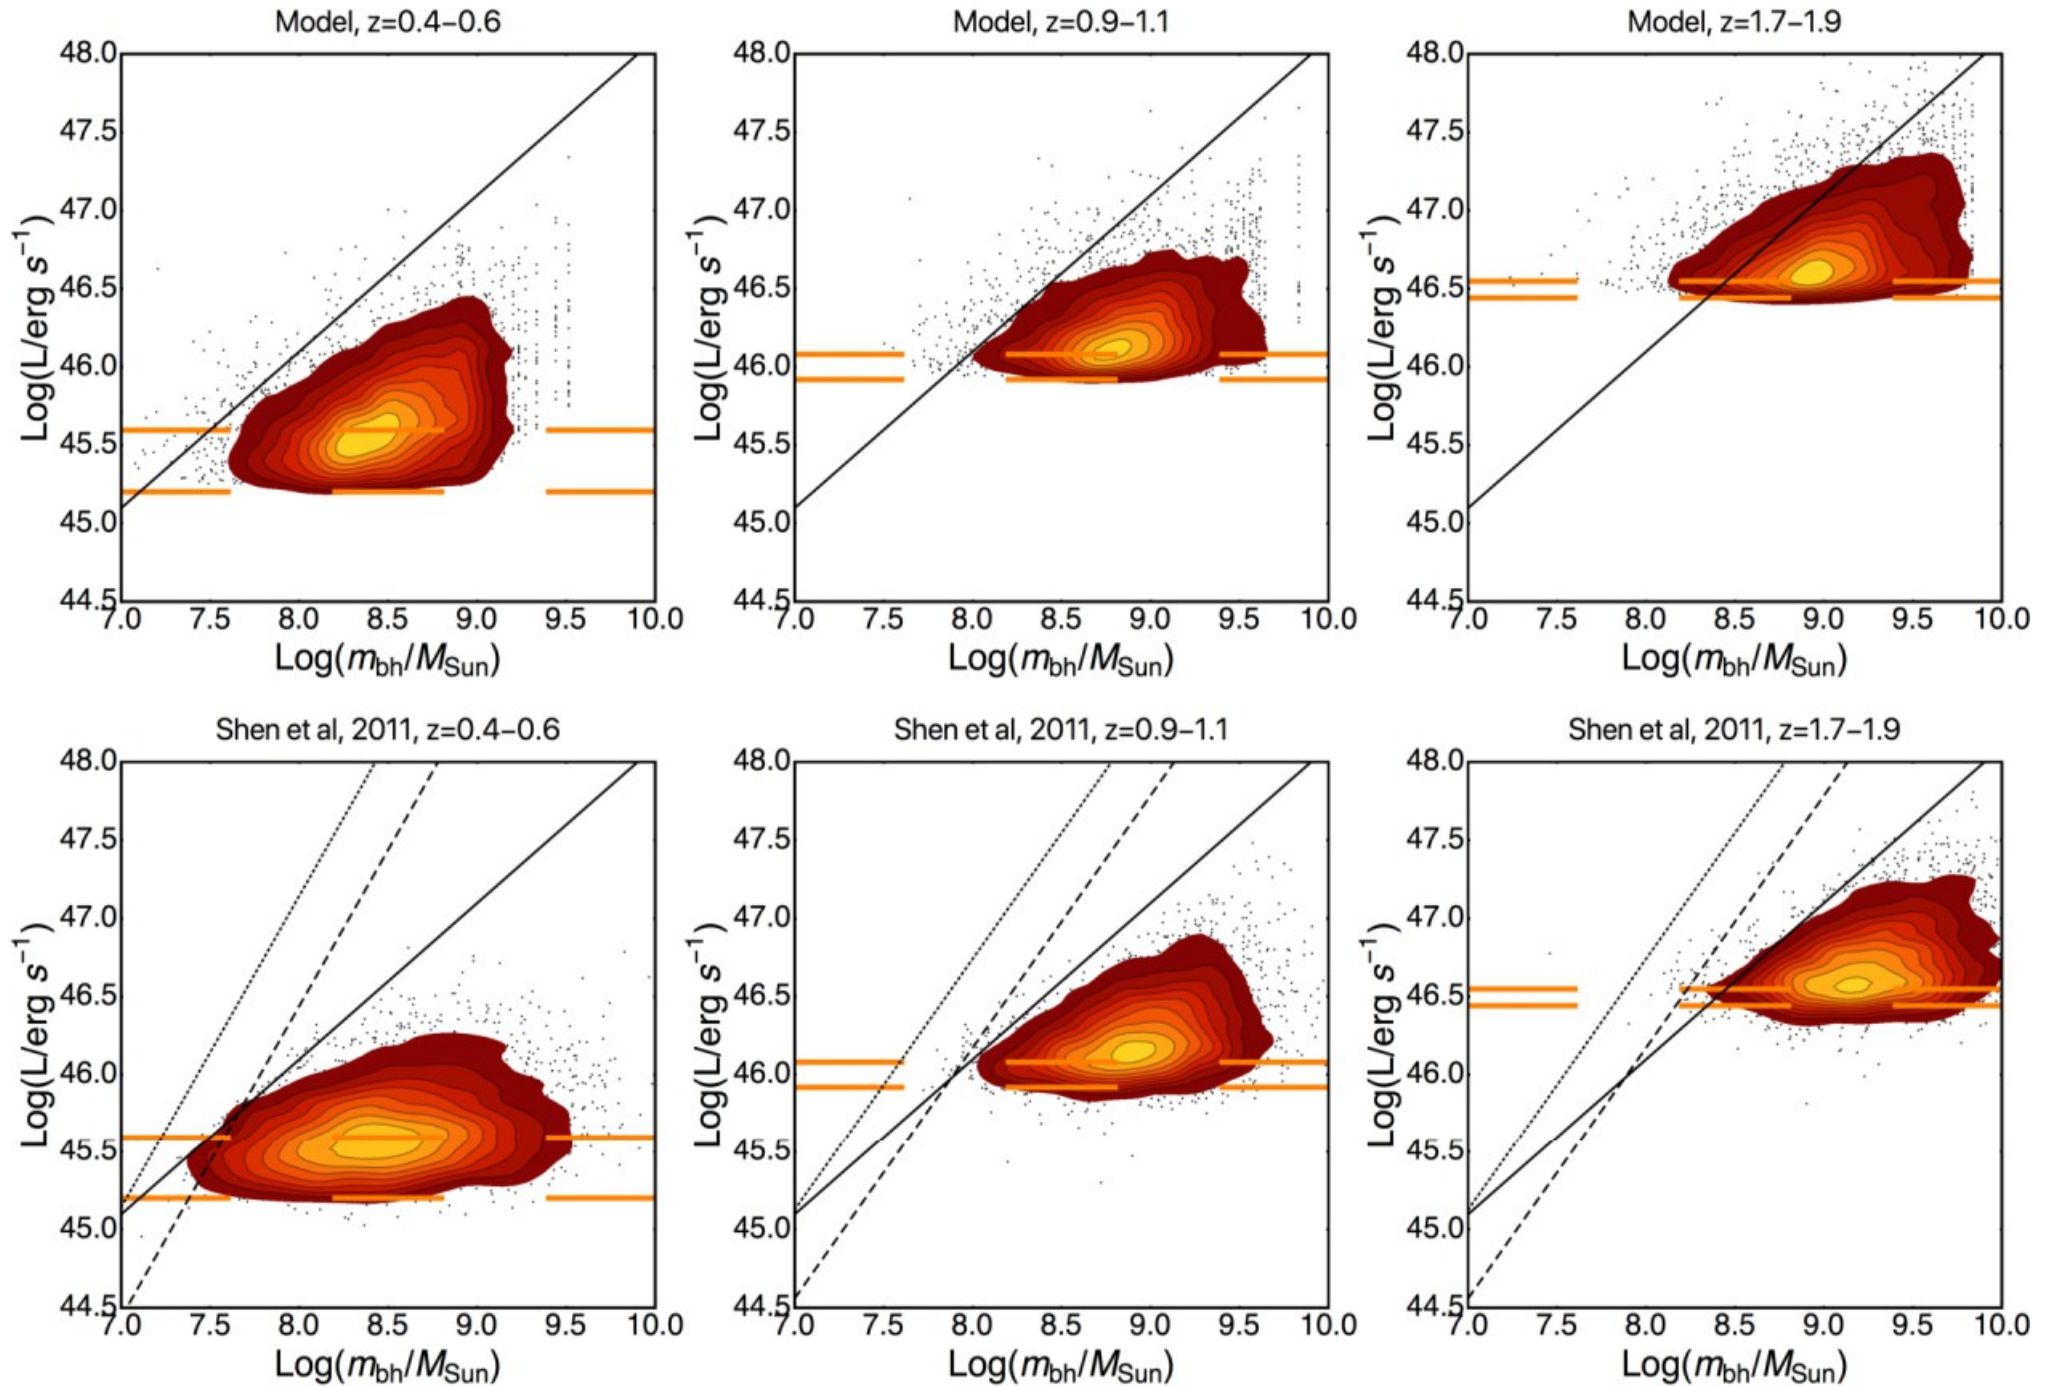 Model, z=0.4–0.6
Model, z=0.9–1.1
Model, z=1.7–1.9
48.0
47.5
47.0
46.5
46.0
45.5
45.0
44.5
Log(L/erg s⁻¹)
7.0 7.5 8.0 8.5 9.0 9.5 10.0
Log(m_bh/M_Sun)
48.0
47.5
47.0
46.5
46.0
45.5
45.0
44.5
Log(L/erg s⁻¹)
7.0 7.5 8.0 8.5 9.0 9.5 10.0
Log(m_bh/M_Sun)
48.0
47.5
47.0
46.5
46.0
45.5
45.0
44.5
Log(L/erg s⁻¹)
7.0 7.5 8.0 8.5 9.0 9.5 10.0
Log(m_bh/M_Sun)
Shen et al, 2011, z=0.4–0.6
Shen et al, 2011, z=0.9–1.1
Shen et al, 2011, z=1.7–1.9
48.0
47.5
47.0
46.5
46.0
45.5
45.0
44.5
Log(L/erg s⁻¹)
7.0 7.5 8.0 8.5 9.0 9.5 10.0
Log(m_bh/M_Sun)
48.0
47.5
47.0
46.5
46.0
45.5
45.0
44.5
Log(L/erg s⁻¹)
7.0 7.5 8.0 8.5 9.0 9.5 10.0
Log(m_bh/M_Sun)
48.0
47.5
47.0
46.5
46.0
45.5
45.0
44.5
Log(L/erg s⁻¹)
7.0 7.5 8.0 8.5 9.0 9.5 10.0
Log(m_bh/M_Sun)